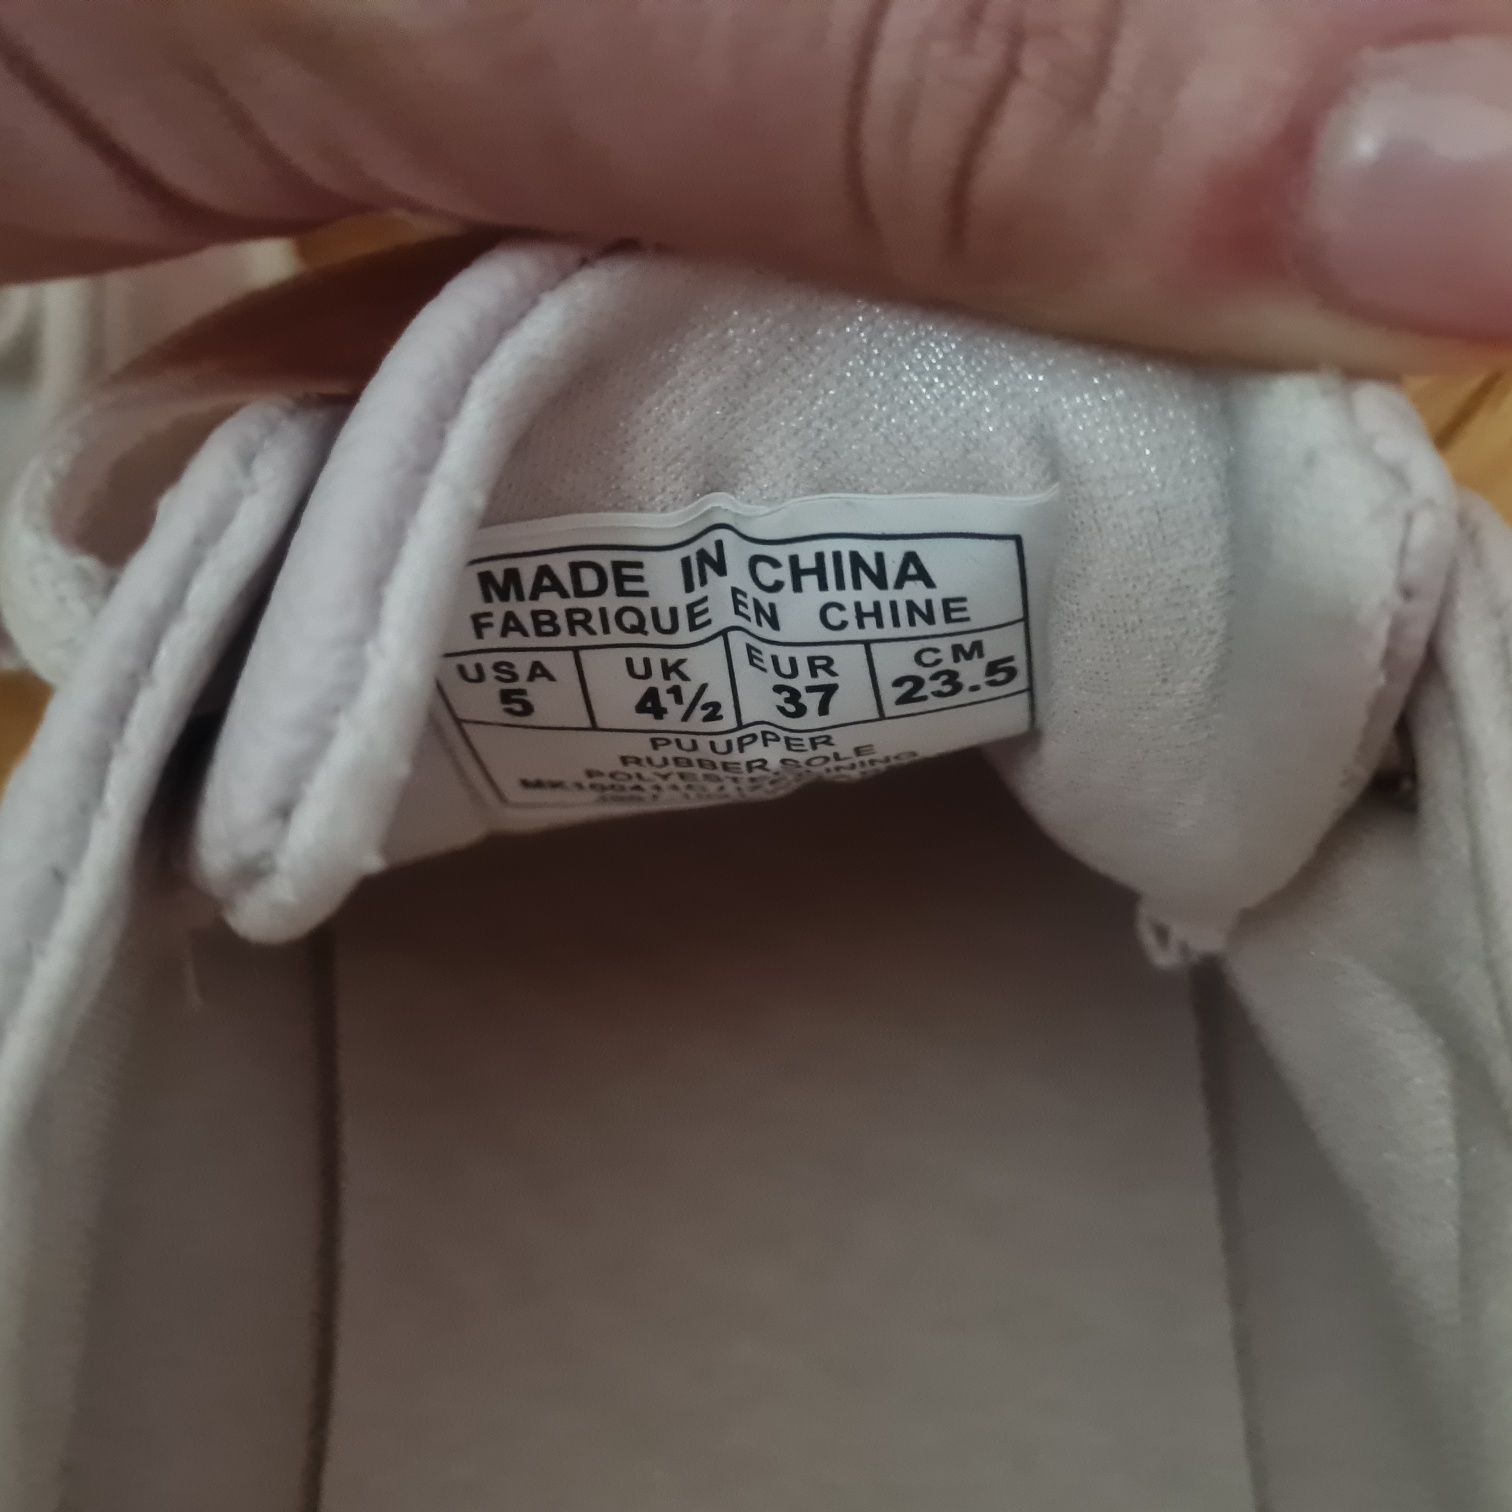 MADE IN CHINA
FABRIQUE EN CHINE
USA UK EUR CM
5 4½ 37 23.5
PU UPPER
RUBBER SOLE